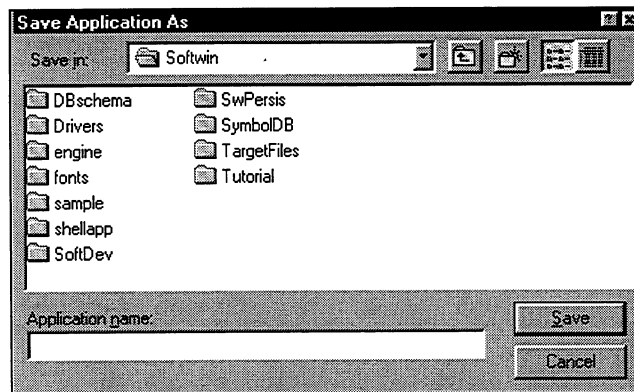 Save Application As
Save in: Softwin
DBschema
Drivers
engine
fonts
sample
shellapp
SoftDev
SwPersis
SymbolDB
TargetFiles
Tutorial
Application name:
Save
Cancel